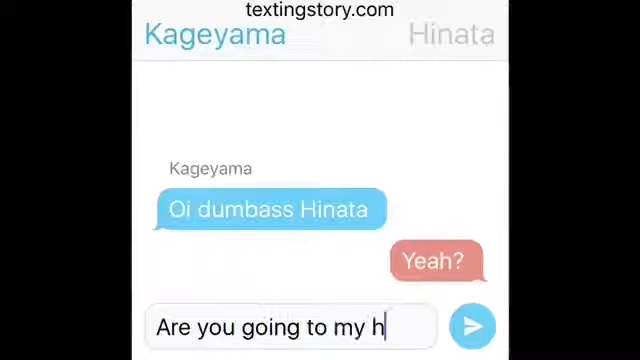 textingstory.com
Kageyama Hinata
Kageyama
Oi dumbass Hinata
Yeah?
Are you going to my h